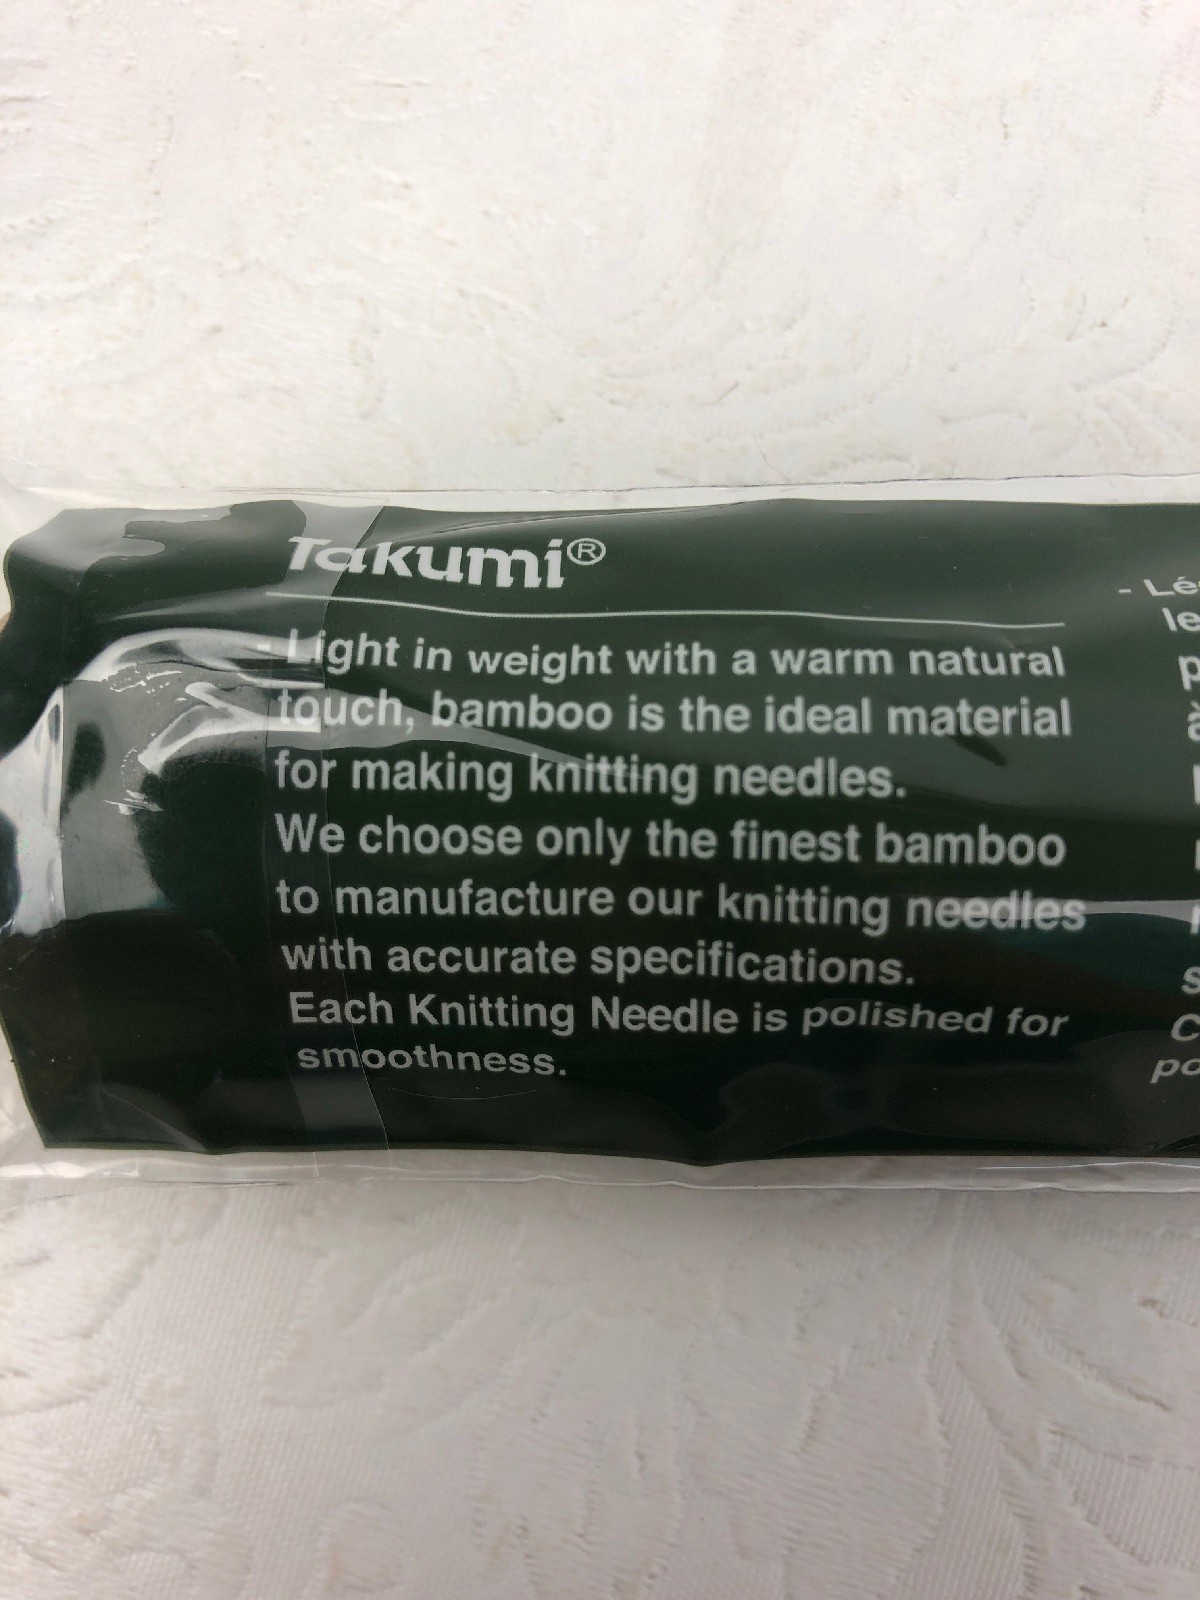 Takumi®
- Light in weight with a warm natural
touch, bamboo is the ideal material
for making knitting needles.
We choose only the finest bamboo
to manufacture our knitting needles
with accurate specifications.
Each Knitting Needle is polished for
smoothness.